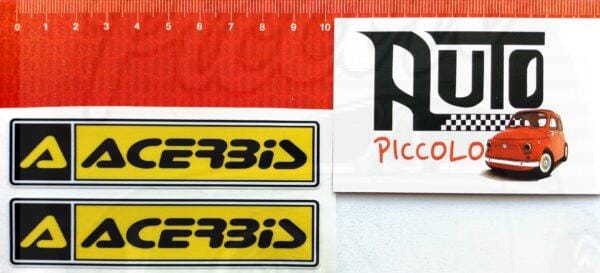 0 1 2 3 4 5 6 7 8 9 10
AUTO
PICCOLO
A ACERBIS
A ACERBIS